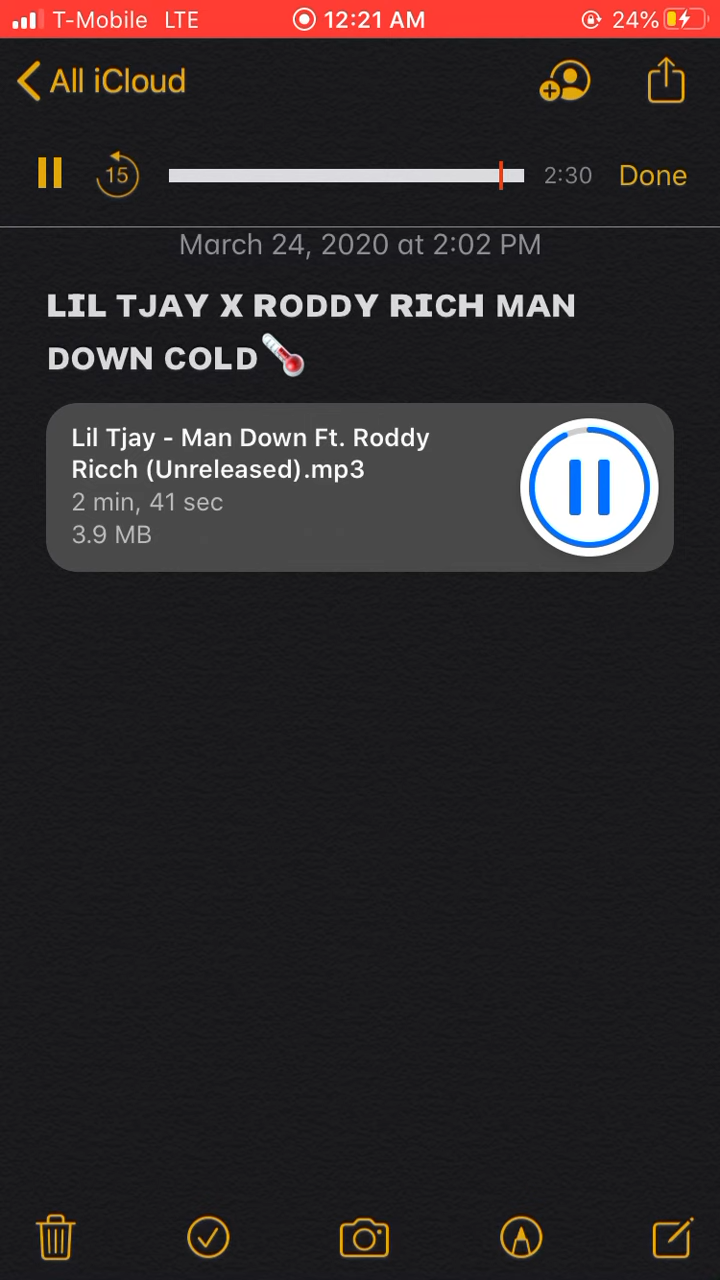 T-Mobile LTE 12:21 AM 24%
All iCloud
15 2:30 Done
March 24, 2020 at 2:02 PM
LIL TJAY X RODDY RICH MAN
DOWN COLD🌡️
Lil Tjay - Man Down Ft. Roddy
Ricch (Unreleased).mp3
2 min, 41 sec
3.9 MB